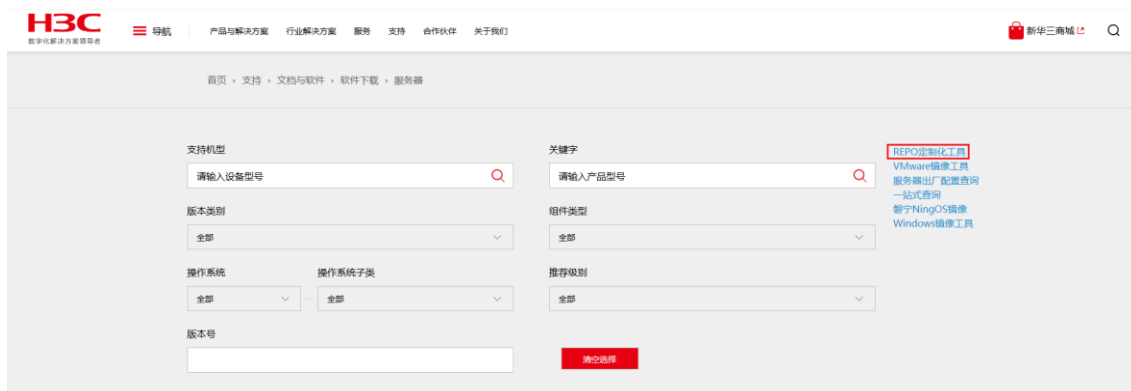 H3C
数字化解决方案领导者
导航
产品与解决方案 行业解决方案 服务 支持 合作伙伴 关于我们
新华三商城
首页 › 支持 › 文档与软件 › 软件下载 › 服务器
支持机型
请输入设备型号
关键字
请输入产品型号
REPO定制化工具
VMware镜像工具
服务器出厂配置查询
一站式查询
磐宁NingOS镜像
Windows镜像工具
版本类别
全部
组件类型
全部
操作系统
全部
操作系统子类
全部
推荐级别
全部
版本号
清空选择